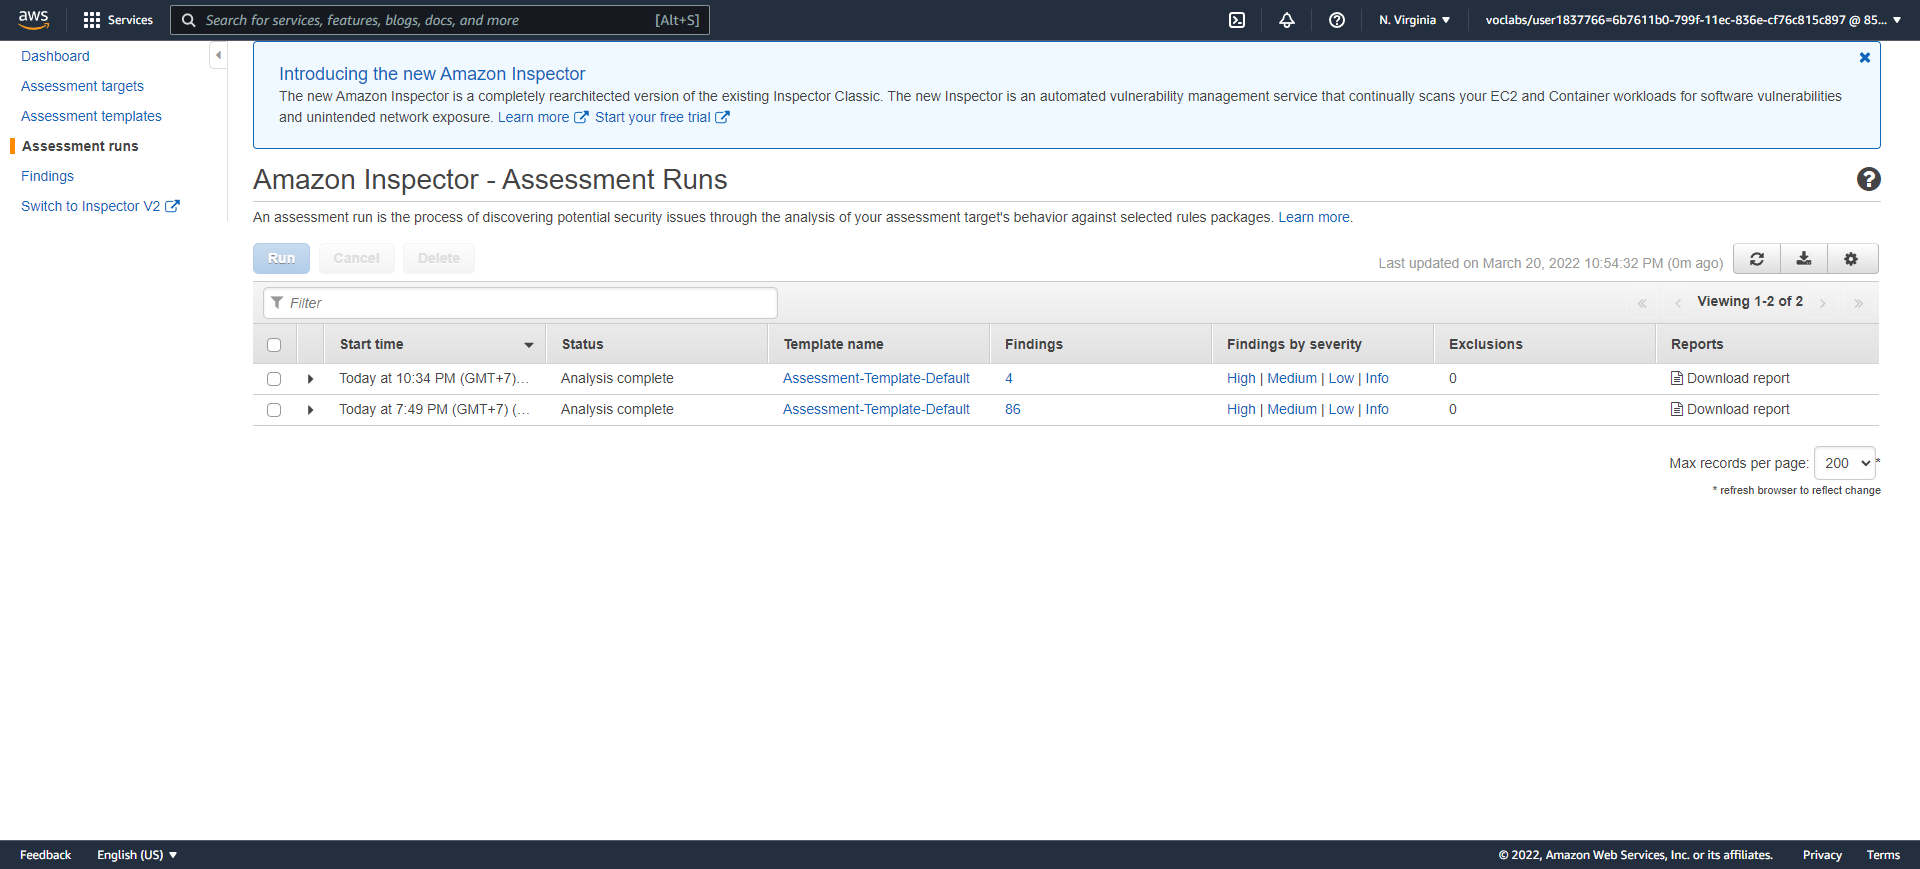 aws
Services
Search for services, features, blogs, docs, and more [Alt+S]
N. Virginia
voclabs/user1837766=6b7611b0-799f-11ec-836e-cf76c815c897 @ 85...
Dashboard
Assessment targets
Assessment templates
Assessment runs
Findings
Switch to Inspector V2
Introducing the new Amazon Inspector
The new Amazon Inspector is a completely rearchitected version of the existing Inspector Classic. The new Inspector is an automated vulnerability management service that continually scans your EC2 and Container workloads for software vulnerabilities
and unintended network exposure. Learn more Start your free trial
Amazon Inspector - Assessment Runs
An assessment run is the process of discovering potential security issues through the analysis of your assessment target's behavior against selected rules packages. Learn more.
Run Cancel Delete
Last updated on March 20, 2022 10:54:32 PM (0m ago)
Filter
« ‹ Viewing 1-2 of 2 › »
Start time Status Template name Findings Findings by severity Exclusions Reports
Today at 10:34 PM (GMT+7)... Analysis complete Assessment-Template-Default 4 High | Medium | Low | Info 0 Download report
Today at 7:49 PM (GMT+7) (... Analysis complete Assessment-Template-Default 86 High | Medium | Low | Info 0 Download report
Max records per page: 200 *
* refresh browser to reflect change
Feedback English (US)
© 2022, Amazon Web Services, Inc. or its affiliates. Privacy Terms